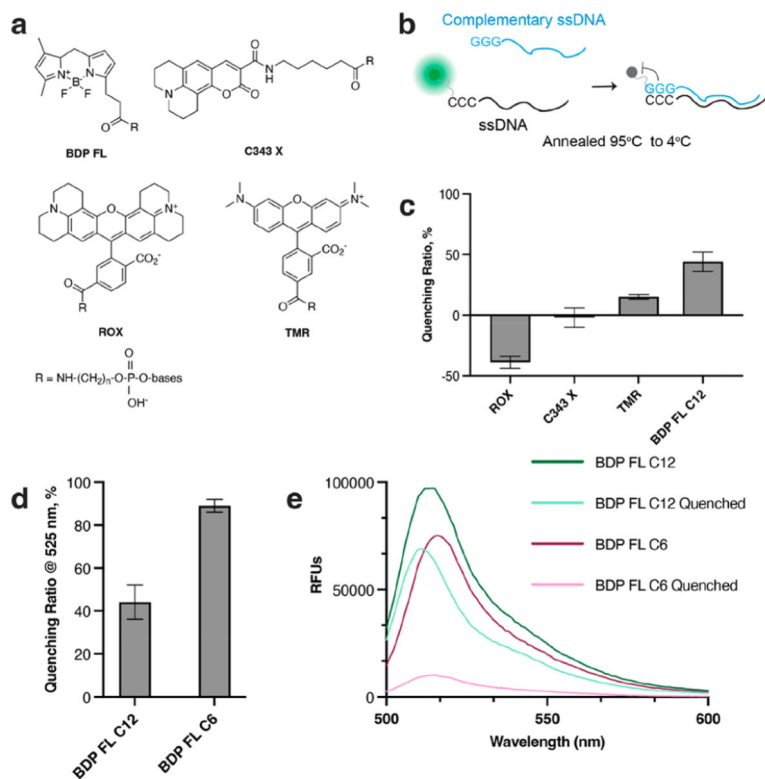 a
N
N⁺
B⁻
F
F
O
R
BDP FL
O
N
H
R
O
N
O
O
C343 X
N
O
N⁺
CO₂⁻
O
R
ROX
N
O
N⁺
CO₂⁻
O
R
TMR
O
R = NH-(CH₂)ₙ-O-P-O-bases
OH⁻
b
Complementary ssDNA
GGG
CCC
ssDNA
GGG
CCC
Annealed 95°C to 4°C
c
Quenching Ratio, %
100
50
0
-50
ROX
C343 X
TMR
BDP FL C12
d
Quenching Ratio @ 525 nm, %
100
80
60
40
20
0
BDP FL C12
BDP FL C6
e
BDP FL C12
BDP FL C12 Quenched
BDP FL C6
BDP FL C6 Quenched
RFUs
100000
50000
0
500
550
600
Wavelength (nm)